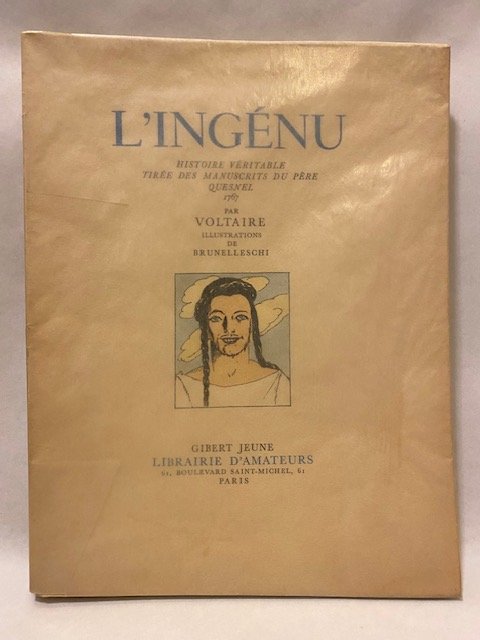 L'INGÉNU
HISTOIRE VÉRITABLE
TIRÉE DES MANUSCRITS DU PÈRE
QUESNEL
1767
PAR
VOLTAIRE
ILLUSTRATIONS
DE
BRUNELLESCHI
GIBERT JEUNE
LIBRAIRIE D'AMATEURS
61, BOULEVARD SAINT-MICHEL, 61
PARIS